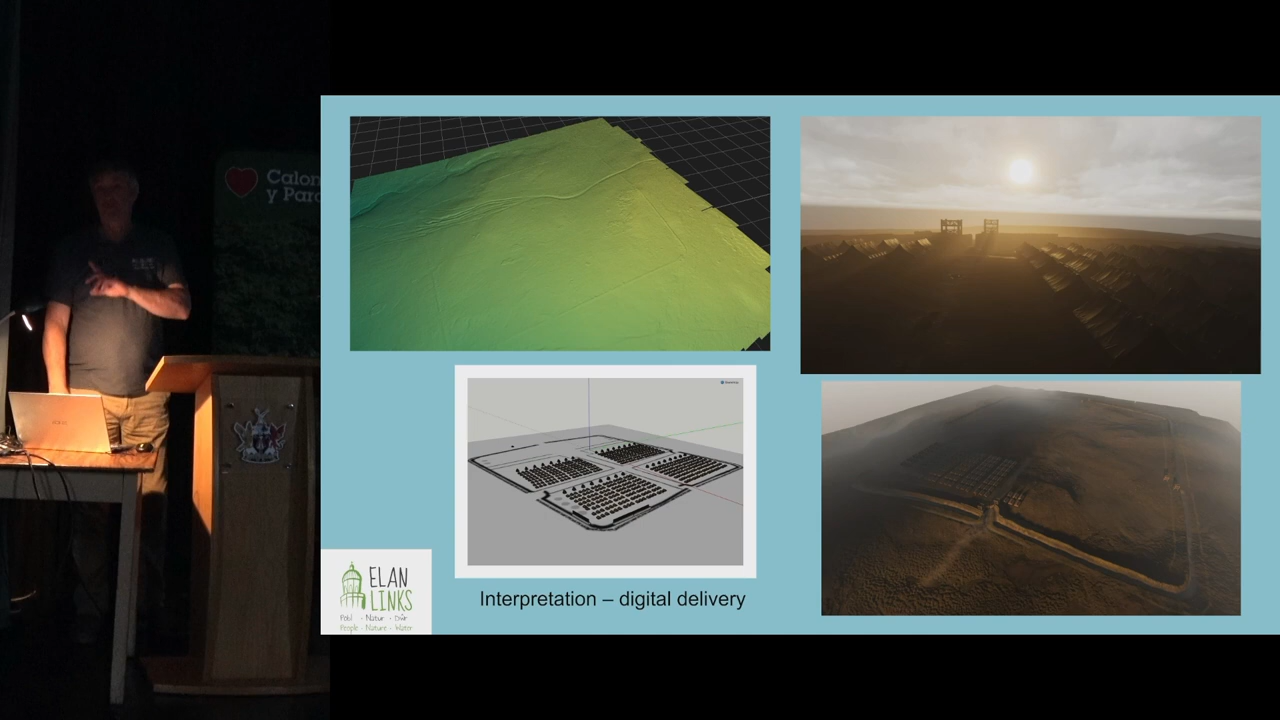 Calon
y Parc
Interpretation – digital delivery
ELAN
LINKS
Pobl - Natur - Dŵr
People - Nature - Water